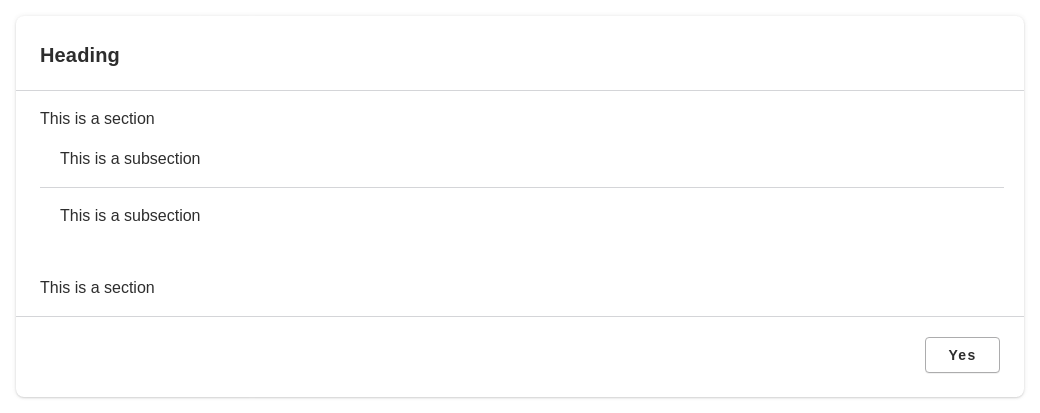 Heading
This is a section
This is a subsection
This is a subsection
This is a section
Yes